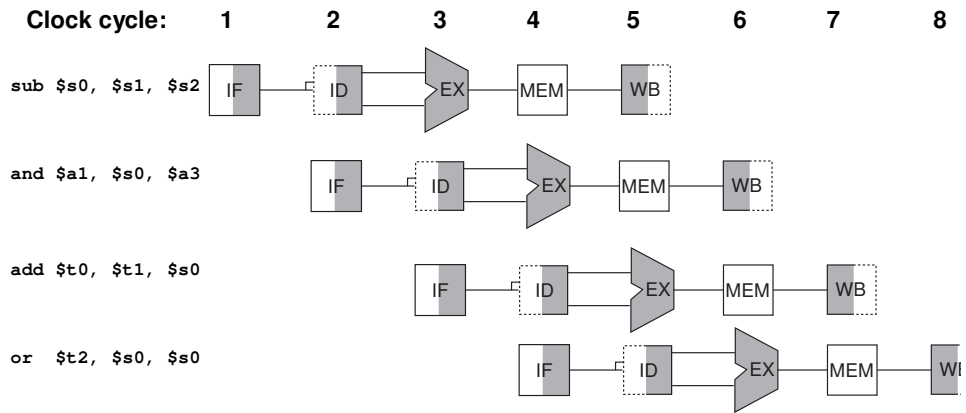 Clock cycle: 1 2 3 4 5 6 7 8
sub $s0, $s1, $s2 IF ID EX MEM WB
and $a1, $s0, $a3 IF ID EX MEM WB
add $t0, $t1, $s0 IF ID EX MEM WB
or $t2, $s0, $s0 IF ID EX MEM WB